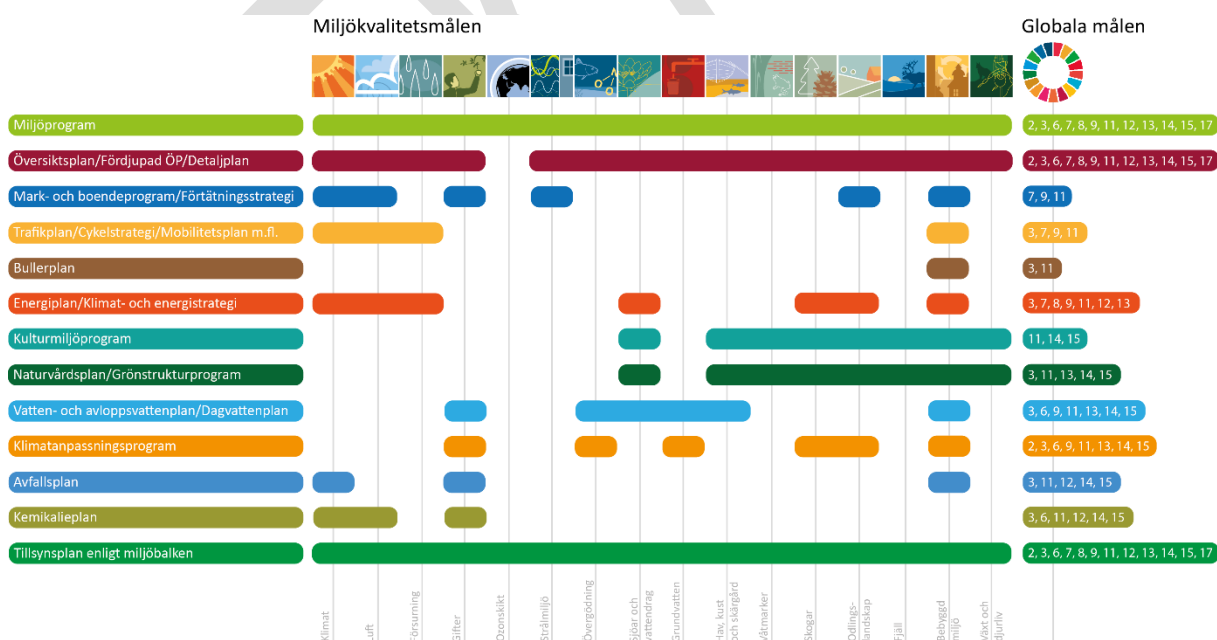 Miljökvalitetsmålen
Globala målen
Miljöprogram
2, 3, 6, 7, 8, 9, 11, 12, 13, 14, 15, 17
Översiktsplan/Fördjupad ÖP/Detaljplan
2, 3, 6, 7, 8, 9, 11, 12, 13, 14, 15, 17
Mark- och boendeprogram/Förtätningsstrategi
7, 9, 11
Trafikplan/Cykelstrategi/Mobilitetsplan m.fl.
3, 7, 9, 11
Bullerplan
3, 11
Energiplan/Klimat- och energistrategi
3, 7, 8, 9, 11, 12, 13
Kulturmiljöprogram
11, 14, 15
Naturvårdsplan/Grönstrukturprogram
3, 11, 13, 14, 15
Vatten- och avloppsvattenplan/Dagvattenplan
3, 6, 9, 11, 13, 14, 15
Klimatanpassningsprogram
2, 3, 6, 9, 11, 13, 14, 15
Avfallsplan
3, 11, 12, 14, 15
Kemikalieplan
3, 6, 11, 12, 14, 15
Tillsynsplan enligt miljöbalken
2, 3, 6, 7, 8, 9, 11, 12, 13, 14, 15, 17
Klimat
Luft
Försurning
Gifter
Ozonskikt
Strålmiljö
Övergödning
Sjöar och
vattendrag
Grundvatten
Hav, kust
och skärgård
Våtmarker
Skogar
Odlings-
landskap
Fjäll
Bebyggd
miljö
Växt och
djurliv